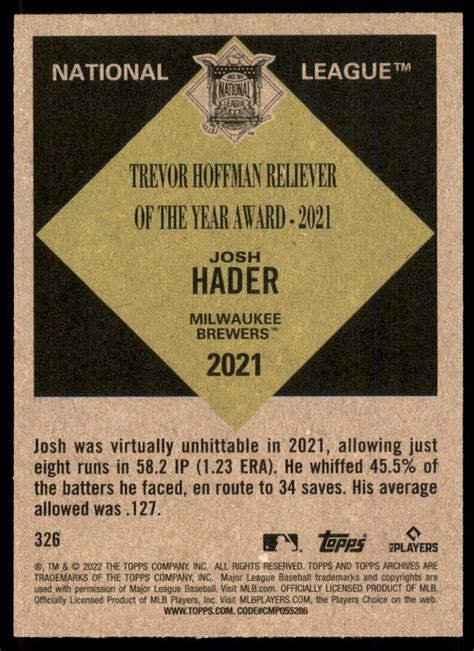 NATIONAL LEAGUE™
NATIONAL
LEAGUE
TREVOR HOFFMAN RELIEVER
OF THE YEAR AWARD - 2021
JOSH
HADER
MILWAUKEE
BREWERS™
2021
Josh was virtually unhittable in 2021, allowing just
eight runs in 58.2 IP (1.23 ERA). He whiffed 45.5% of
the batters he faced, en route to 34 saves. His average
allowed was .127.
326 topps MLB PLAYERS
®, TM & © 2022 THE TOPPS COMPANY, INC. ALL RIGHTS RESERVED. TOPPS AND TOPPS ARCHIVES ARE
TRADEMARKS OF THE TOPPS COMPANY, INC. Major League Baseball trademarks and copyrights are
used with permission of Major League Baseball. Visit MLB.com. OFFICIALLY LICENSED PRODUCT OF MLB.
Officially Licensed Product of MLB Players, Inc. Visit MLBPLAYERS.COM, the Players Choice on the web.
WWW.TOPPS.COM. CODE#CMP055286